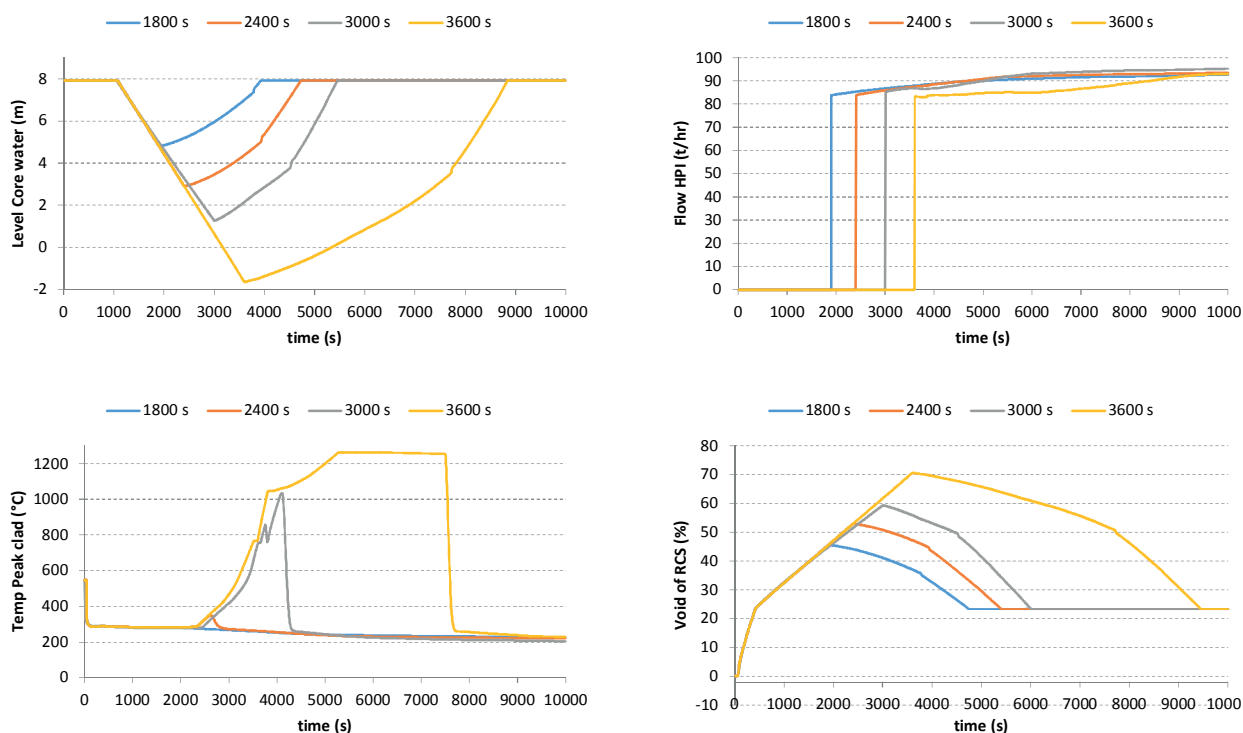 1800 s 2400 s 3000 s 3600 s
Level Core water (m)
8
6
4
2
0
-2
0 1000 2000 3000 4000 5000 6000 7000 8000 9000 10000
time (s)
1800 s 2400 s 3000 s 3600 s
Flow HPI (t/hr)
100
90
80
70
60
50
40
30
20
10
0
0 1000 2000 3000 4000 5000 6000 7000 8000 9000 1000
time (s)
1800 s 2400 s 3000 s 3600 s
Temp Peak clad (°C)
1200
1000
800
600
400
200
0
0 1000 2000 3000 4000 5000 6000 7000 8000 9000 10000
time (s)
1800 s 2400 s 3000 s 3600 s
Void of RCS (%)
80
70
60
50
40
30
20
10
0
-10
0 1000 2000 3000 4000 5000 6000 7000 8000 9000 1000
time (s)